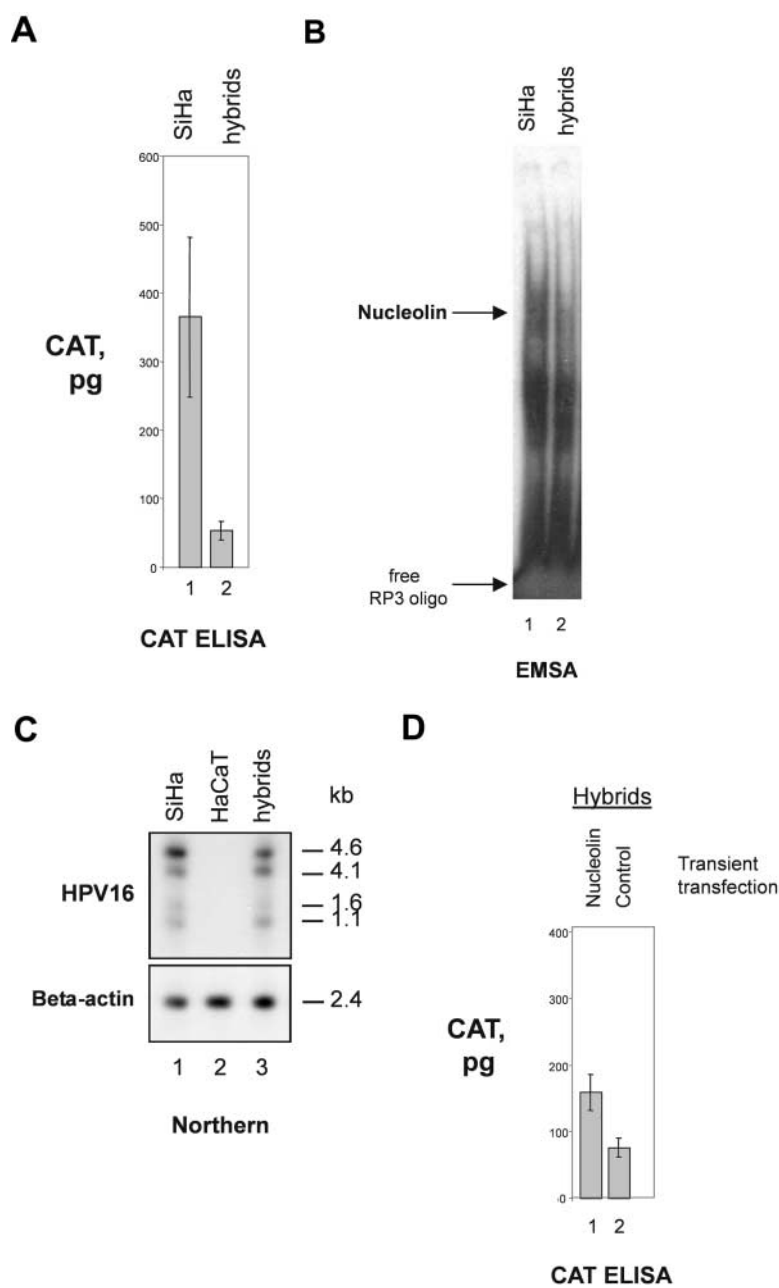 A
SiHa
hybrids
600
500
400
300
200
100
0
CAT,
pg
1 2
CAT ELISA
B
SiHa
hybrids
Nucleolin
free
RP3 oligo
1 2
EMSA
C
SiHa
HaCaT
hybrids
kb
HPV16
4.6
4.1
1.6
1.1
Beta-actin
2.4
1 2 3
Northern
D
Hybrids
Nucleolin
Control
Transient
transfection
400
300
200
100
0
CAT,
pg
1 2
CAT ELISA